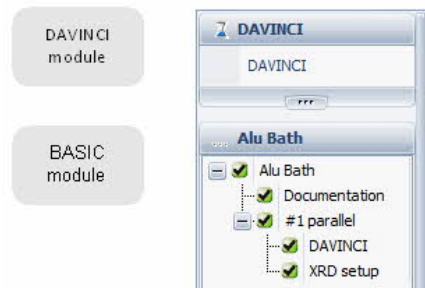 DAVINCI
module
BASIC
module
DAVINCI
DAVINCI
Alu Bath
Alu Bath
Documentation
#1 parallel
DAVINCI
XRD setup